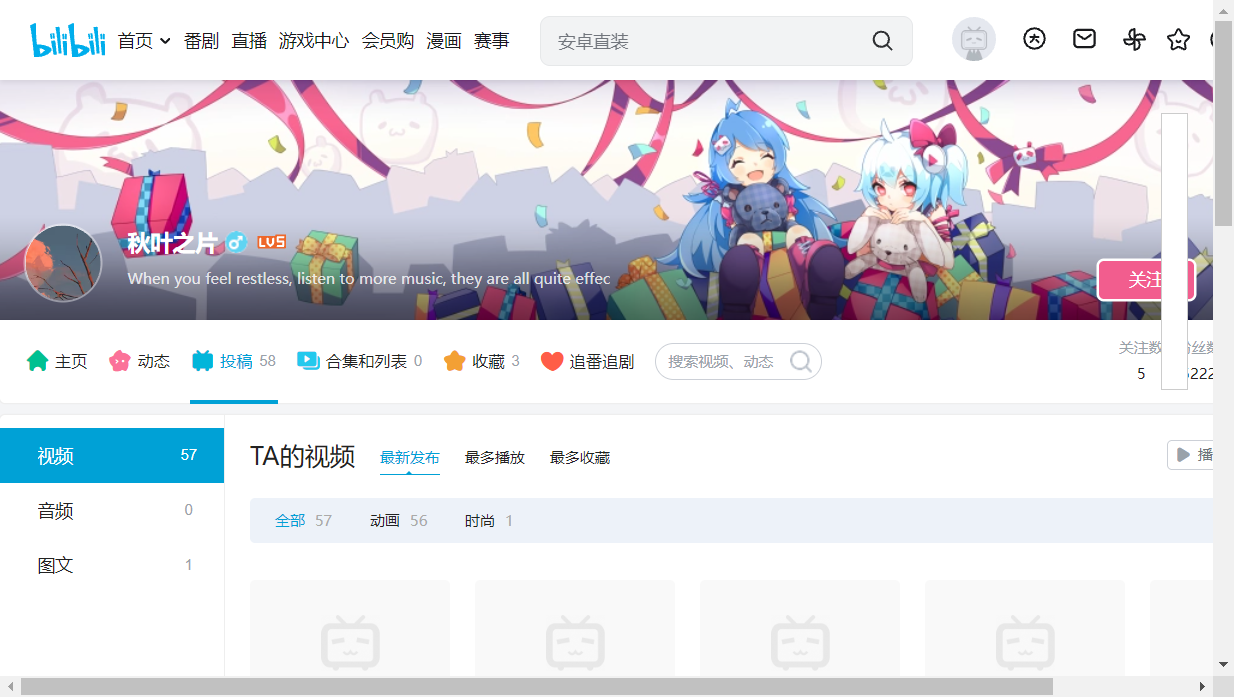 bilibili 首页 番剧 直播 游戏中心 会员购 漫画 赛事 安卓直装
秋叶之片 LV5
When you feel restless, listen to more music, they are all quite effec
关注
主页 动态 投稿 58 合集和列表 0 收藏 3 追番追剧 搜索视频、动态
关注数
5 222
视频 57
音频 0
图文 1
TA的视频 最新发布 最多播放 最多收藏 播
全部 57 动画 56 时尚 1